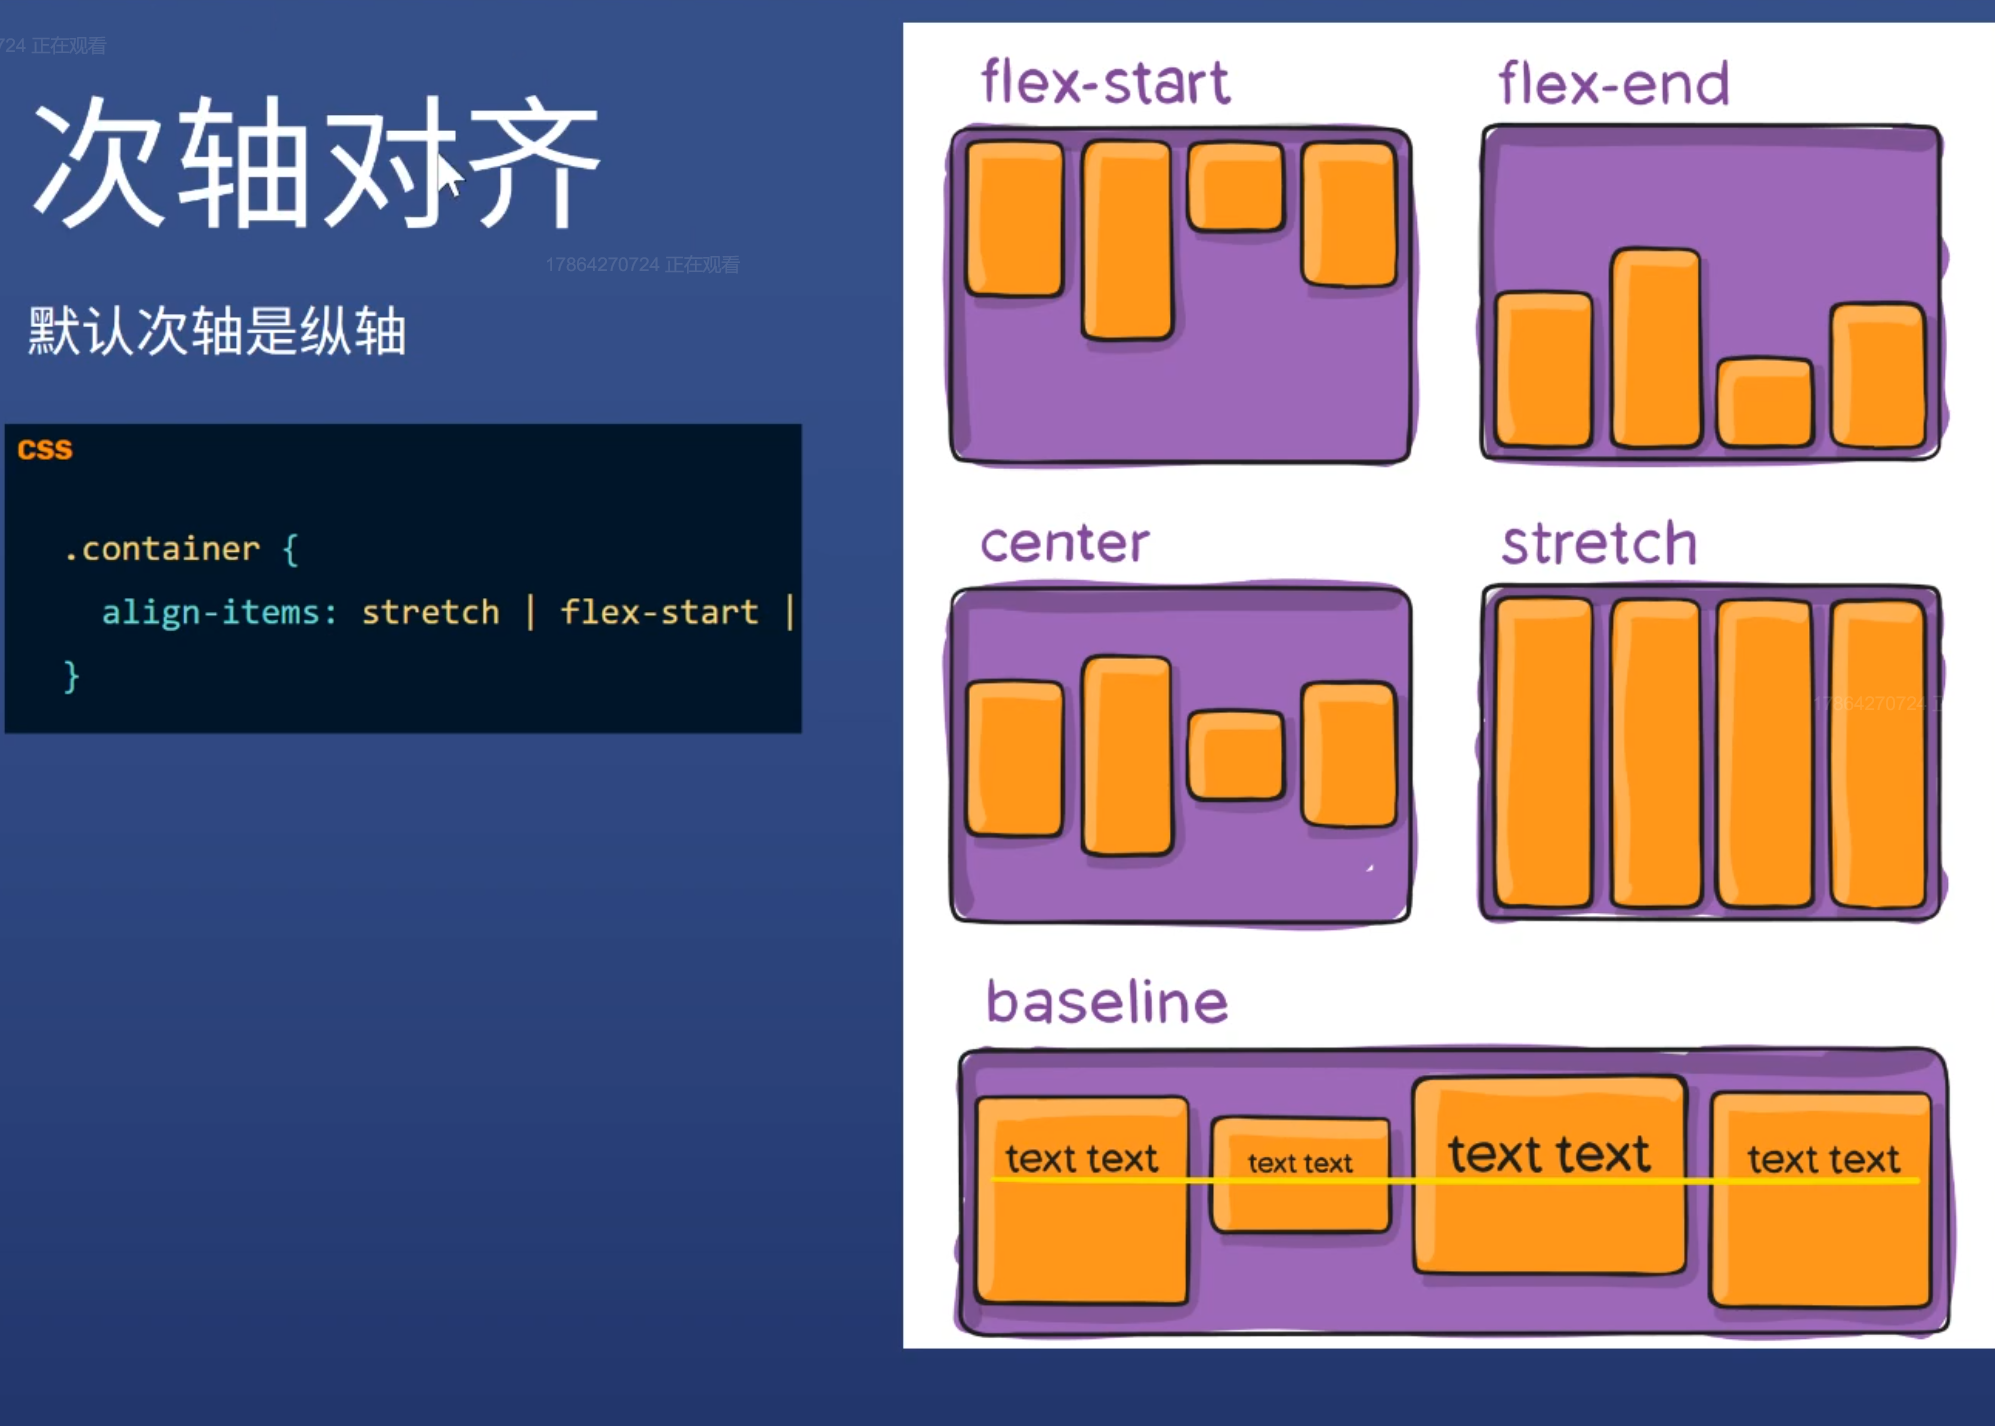 724 正在观看
次轴对齐
17864270724 正在观看
默认次轴是纵轴
CSS
.container {
align-items: stretch | flex-start |
}
flex-start
flex-end
center
stretch
17864270724
baseline
text text
text text
text text
text text